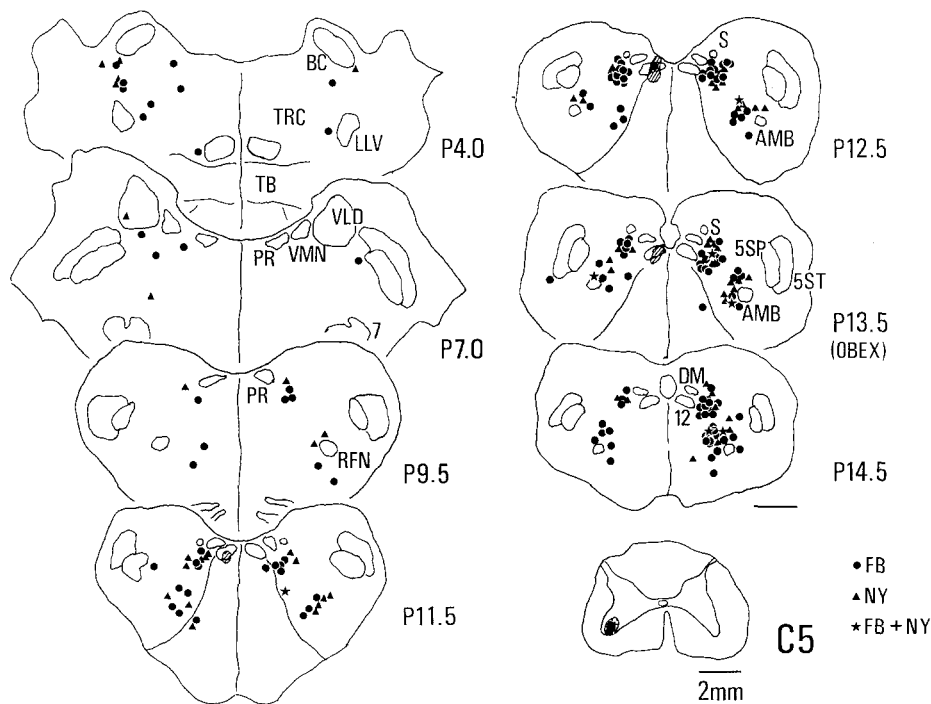 BC
TRC
LLV
P4.0
TB
VLD
PR
VMN
7
P7.0
PR
RFN
P9.5
P11.5
S
AMB
P12.5
S
5SP
5ST
AMB
P13.5
(OBEX)
DM
12
P14.5
C5
2mm
● FB
▲ NY
★ FB + NY